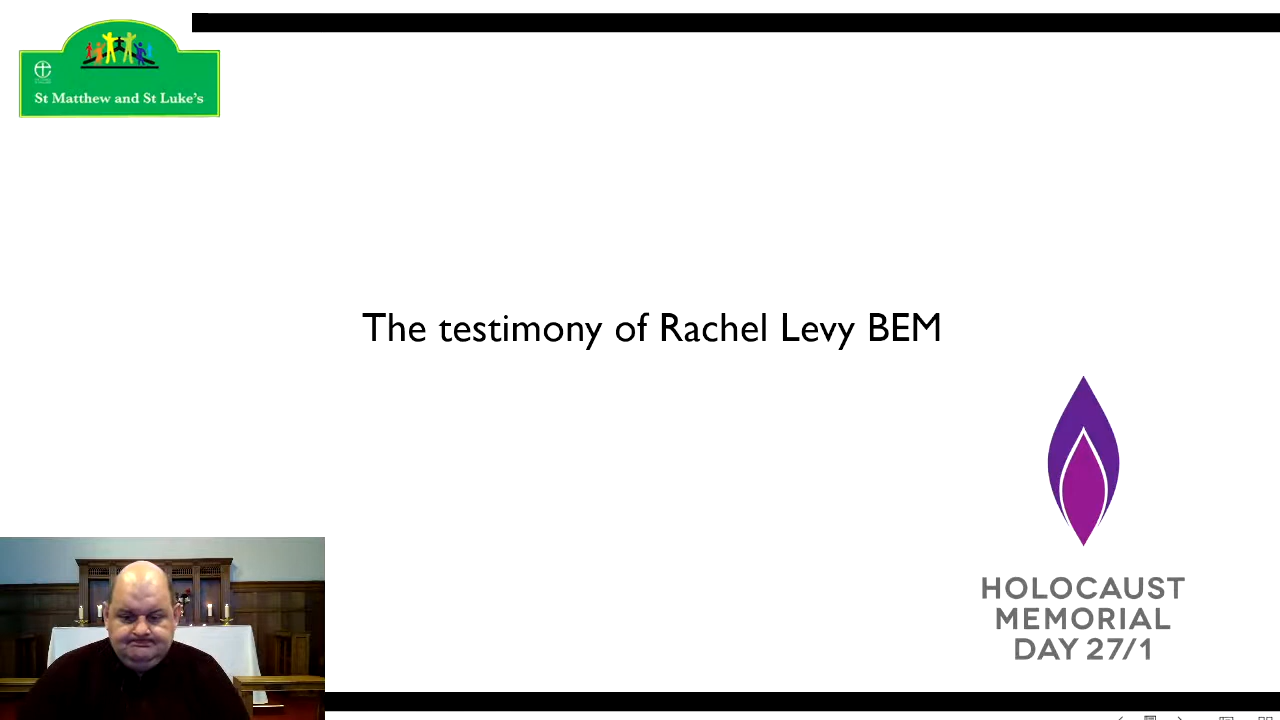 St Matthew and St Luke's
The testimony of Rachel Levy BEM
HOLOCAUST
MEMORIAL
DAY 27/1